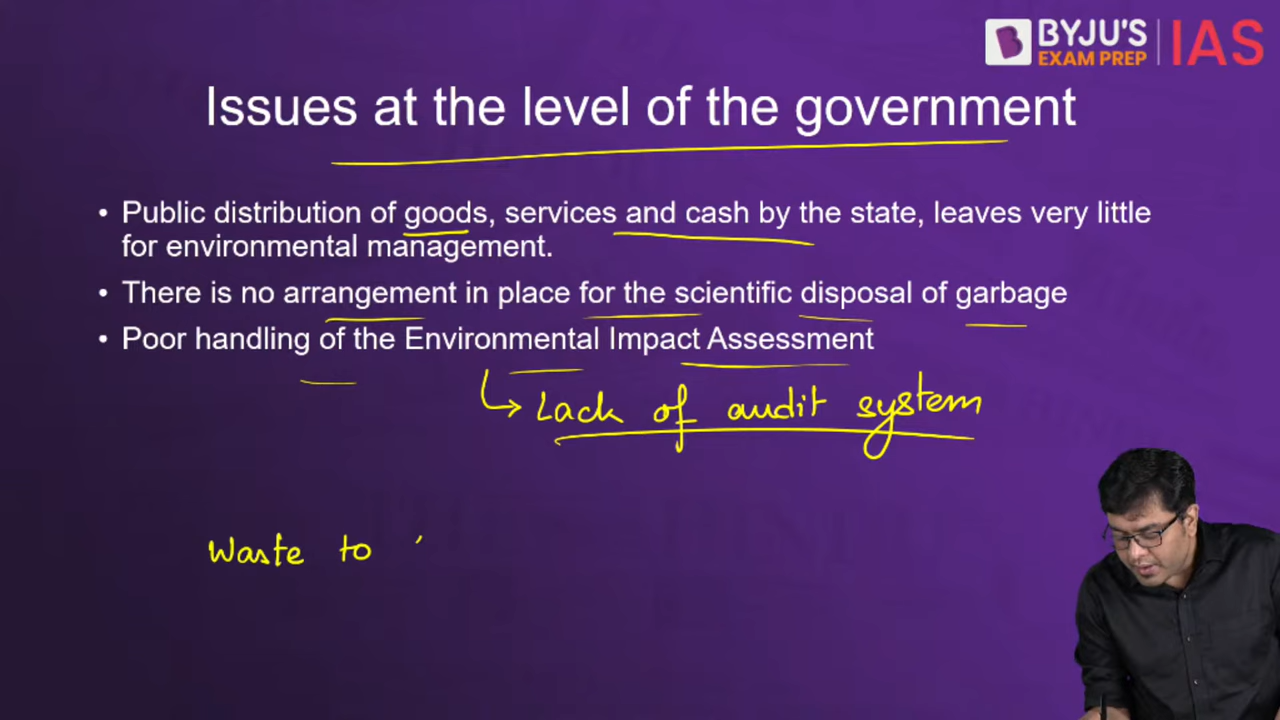 BYJU'S IAS
EXAM PREP
Issues at the level of the government
• Public distribution of goods, services and cash by the state, leaves very little
for environmental management.
• There is no arrangement in place for the scientific disposal of garbage
• Poor handling of the Environmental Impact Assessment
Lack of audit system
Waste to